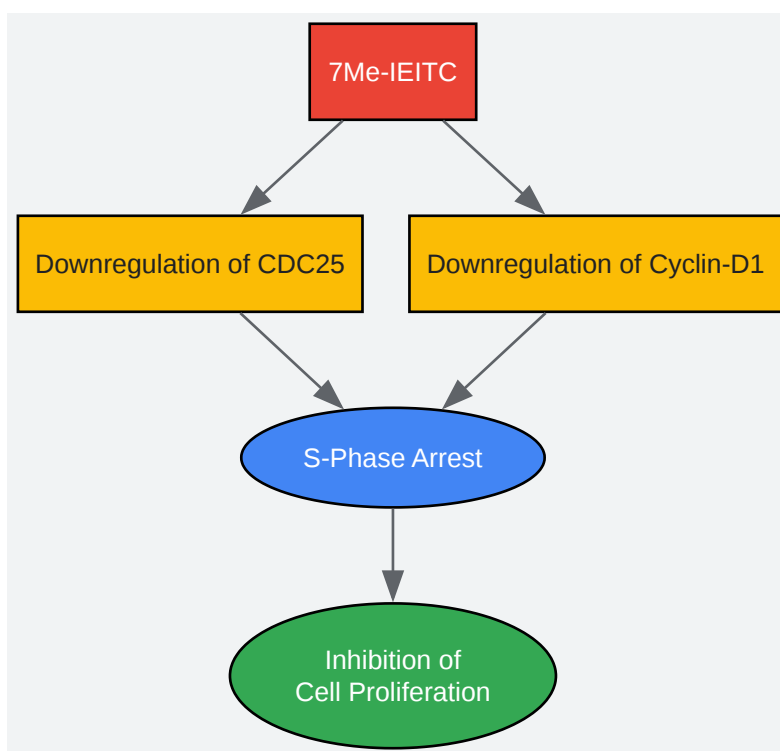 7Me-IEITC
Downregulation of CDC25
Downregulation of Cyclin-D1
S-Phase Arrest
Inhibition of
Cell Proliferation